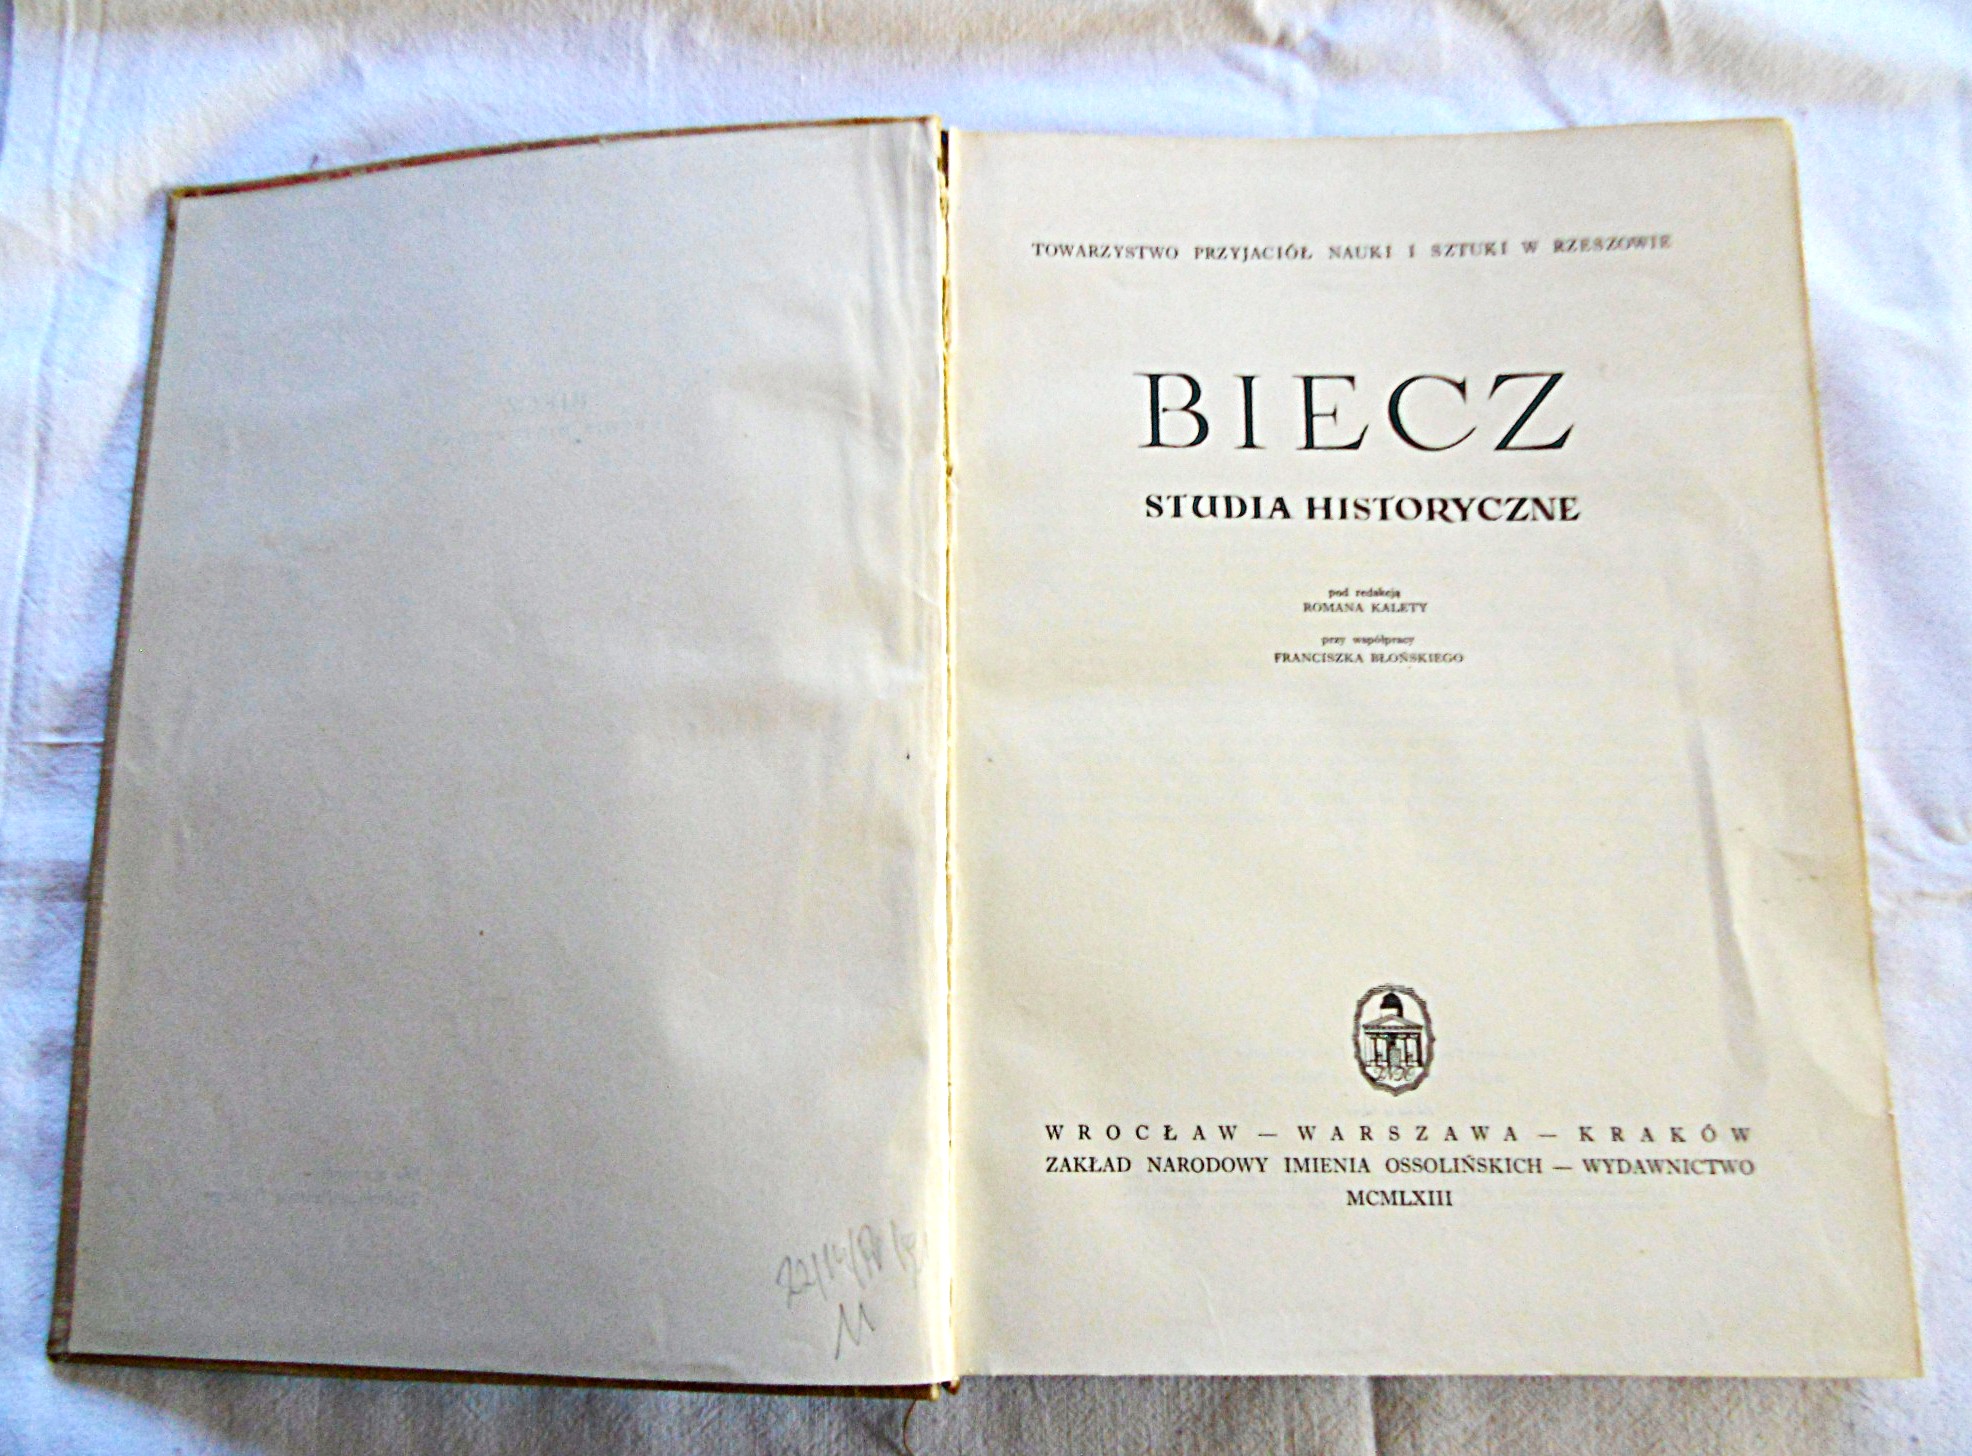 TOWARZYSTWO PRZYJACIÓŁ NAUKI I SZTUKI W RZESZOWIE
BIECZ
STUDIA HISTORYCZNE
pod redakcją
ROMANA KALETY
przy współpracy
FRANCISZKA BŁOŃSKIEGO
WROCŁAW — WARSZAWA — KRAKÓW
ZAKŁAD NARODOWY IMIENIA OSSOLIŃSKICH — WYDAWNICTWO
MCMLXIII